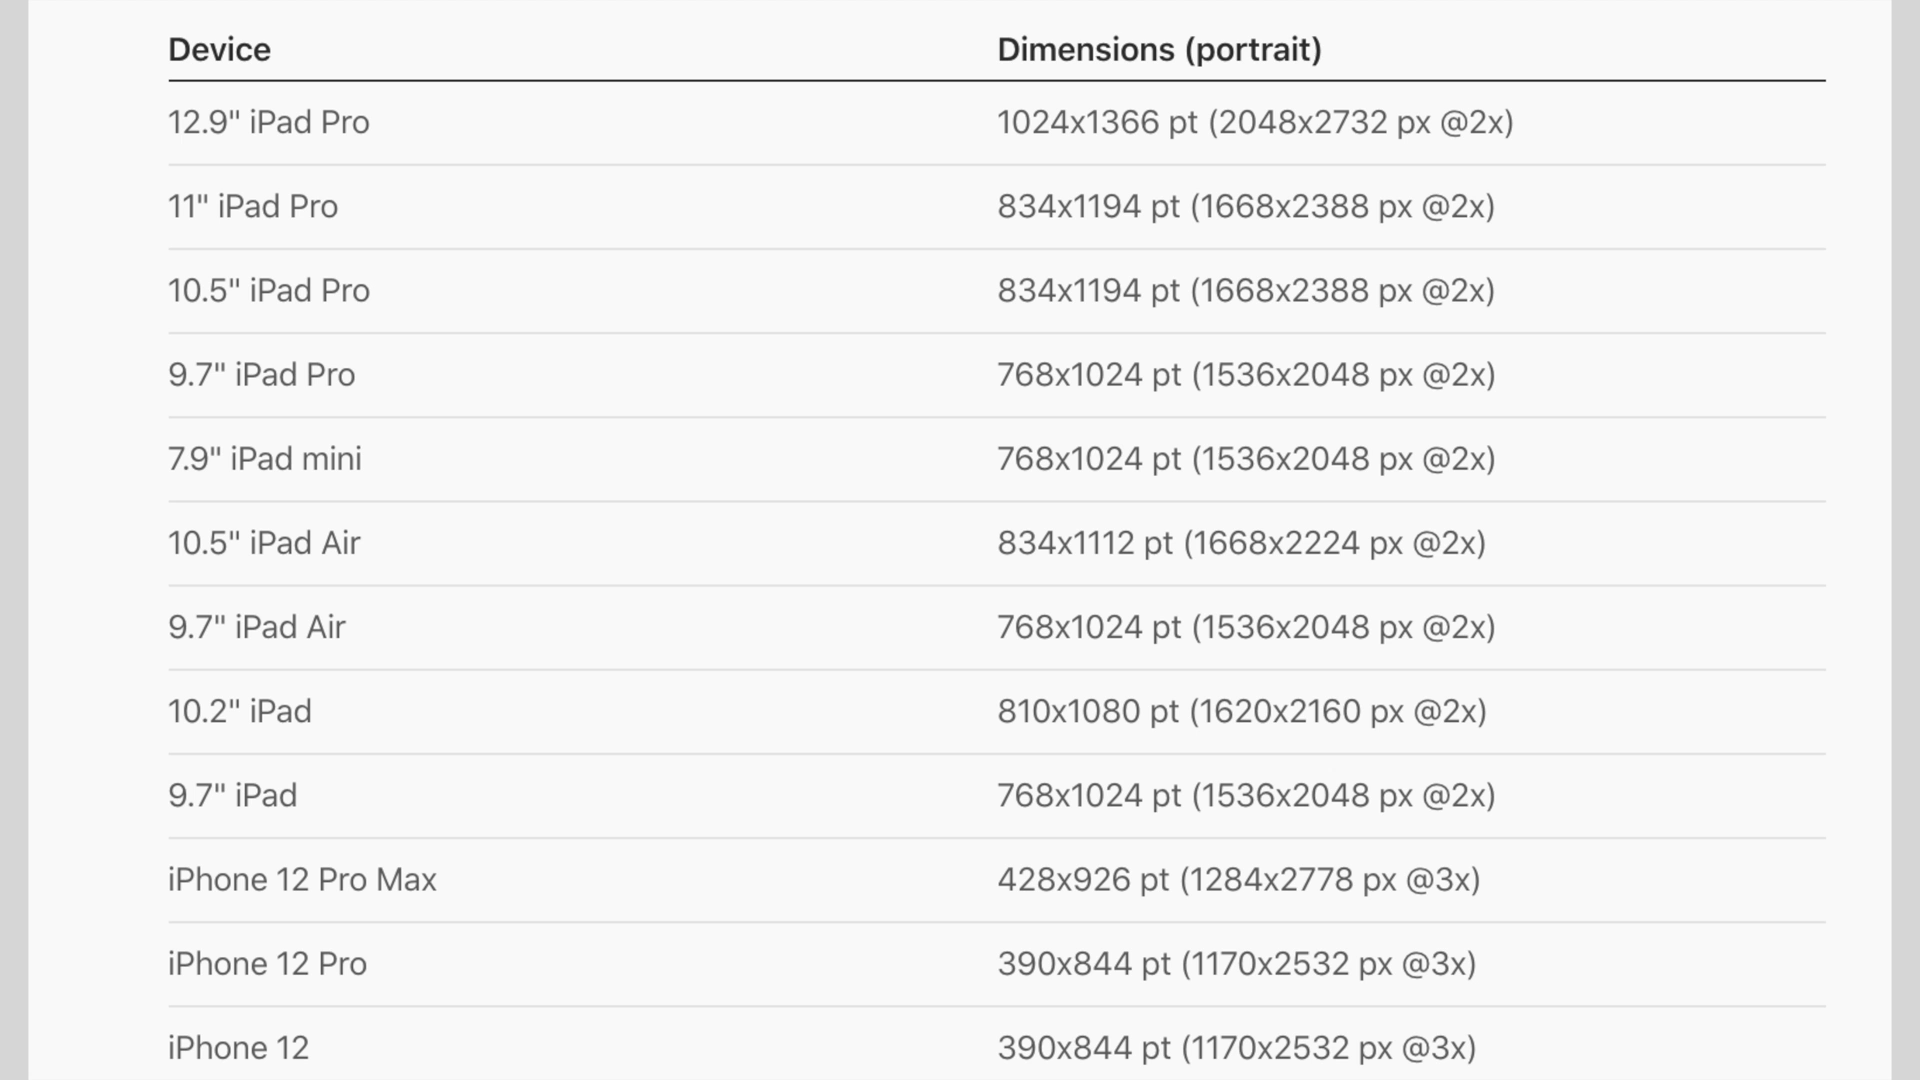 Device Dimensions (portrait)
12.9" iPad Pro 1024x1366 pt (2048x2732 px @2x)
11" iPad Pro 834x1194 pt (1668x2388 px @2x)
10.5" iPad Pro 834x1194 pt (1668x2388 px @2x)
9.7" iPad Pro 768x1024 pt (1536x2048 px @2x)
7.9" iPad mini 768x1024 pt (1536x2048 px @2x)
10.5" iPad Air 834x1112 pt (1668x2224 px @2x)
9.7" iPad Air 768x1024 pt (1536x2048 px @2x)
10.2" iPad 810x1080 pt (1620x2160 px @2x)
9.7" iPad 768x1024 pt (1536x2048 px @2x)
iPhone 12 Pro Max 428x926 pt (1284x2778 px @3x)
iPhone 12 Pro 390x844 pt (1170x2532 px @3x)
iPhone 12 390x844 pt (1170x2532 px @3x)